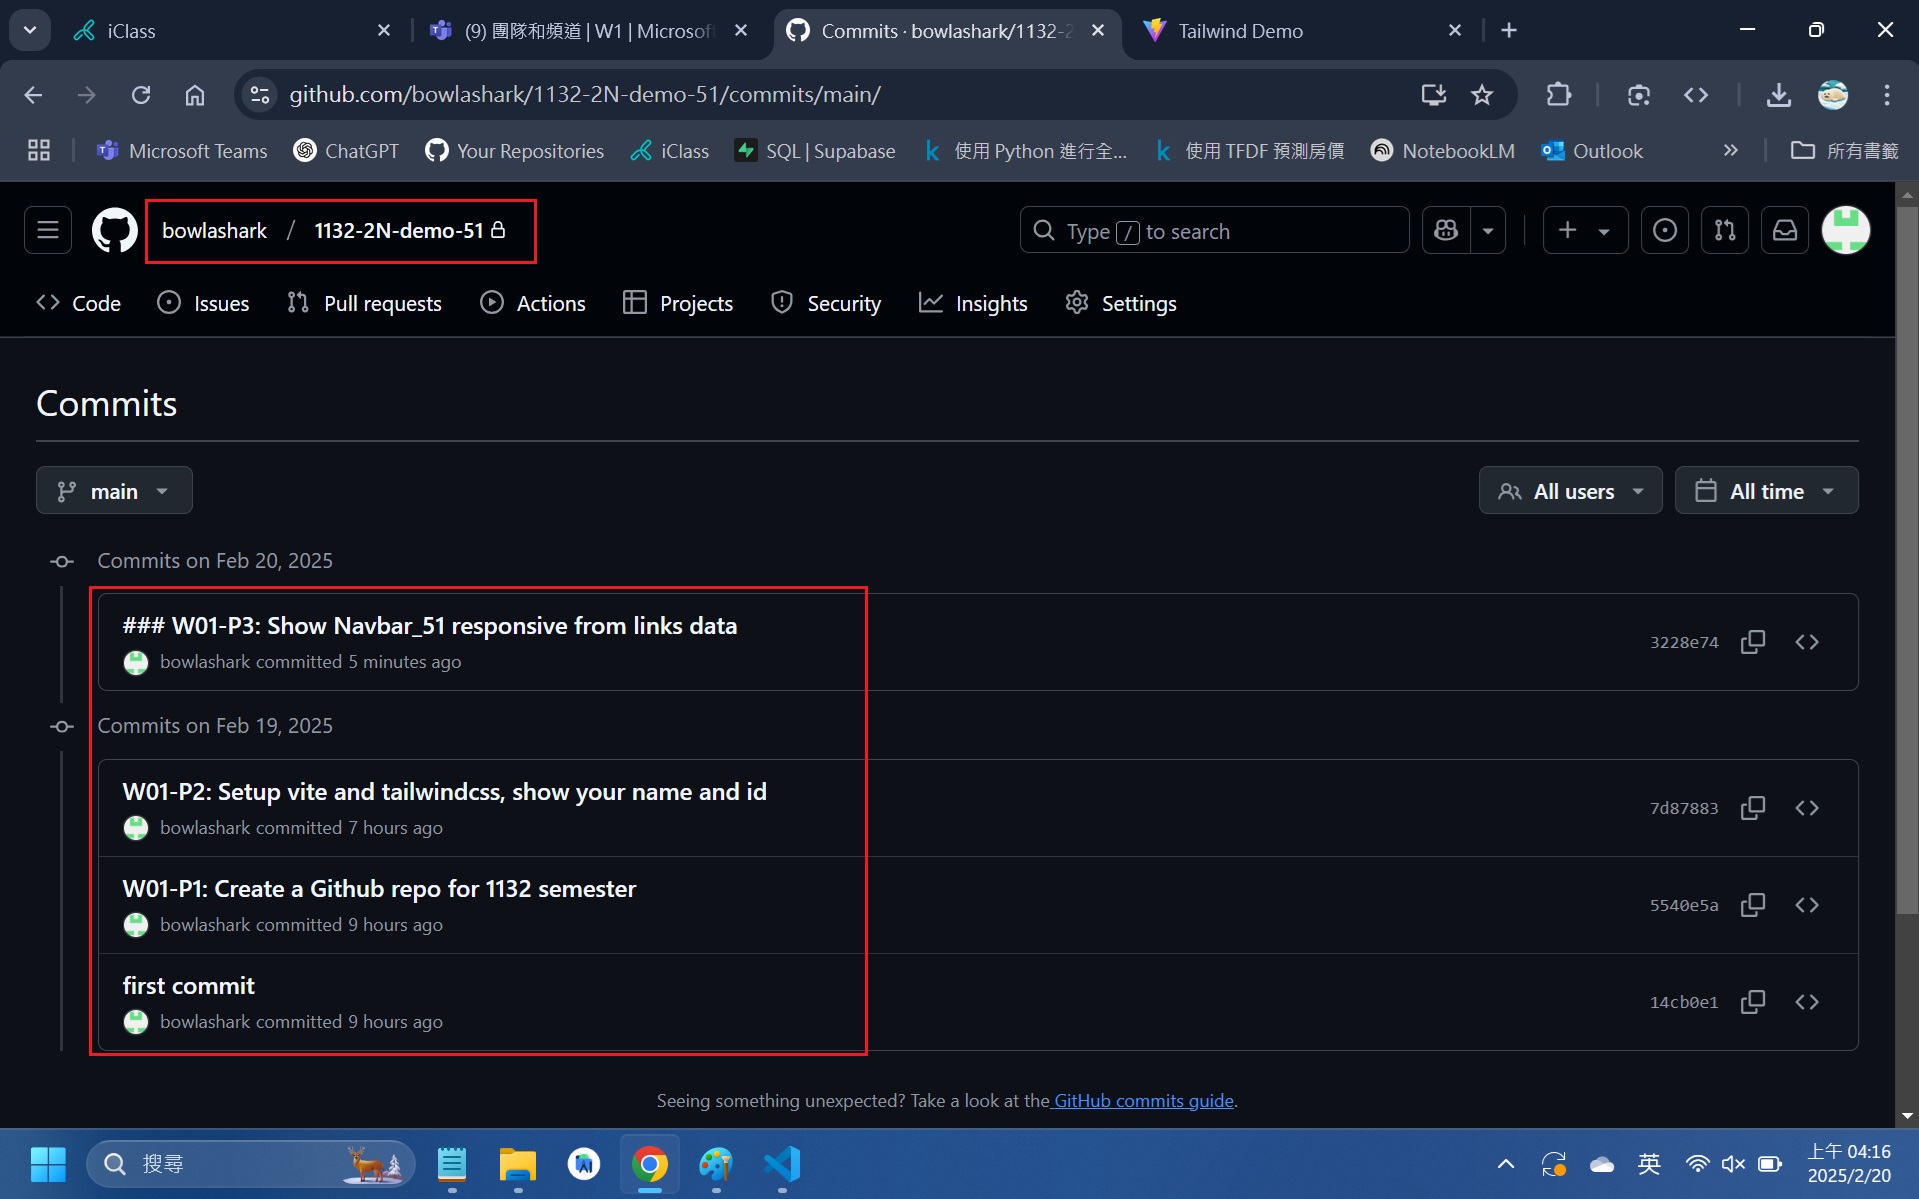 iClass
(9) 團隊和頻道 | W1 | Microsoft
Commits · bowlashark/1132-2
Tailwind Demo
github.com/bowlashark/1132-2N-demo-51/commits/main/
Microsoft Teams
ChatGPT
Your Repositories
iClass
SQL | Supabase
使用 Python 進行全...
使用 TFDF 預測房價
NotebookLM
Outlook
所有書籤
bowlashark / 1132-2N-demo-51
Type / to search
Code
Issues
Pull requests
Actions
Projects
Security
Insights
Settings
Commits
main
All users
All time
Commits on Feb 20, 2025
### W01-P3: Show Navbar_51 responsive from links data
bowlashark committed 5 minutes ago
3228e74
Commits on Feb 19, 2025
W01-P2: Setup vite and tailwindcss, show your name and id
bowlashark committed 7 hours ago
7d87883
W01-P1: Create a Github repo for 1132 semester
bowlashark committed 9 hours ago
5540e5a
first commit
bowlashark committed 9 hours ago
14cb0e1
Seeing something unexpected? Take a look at the GitHub commits guide.
搜尋
英
上午 04:16
2025/2/20